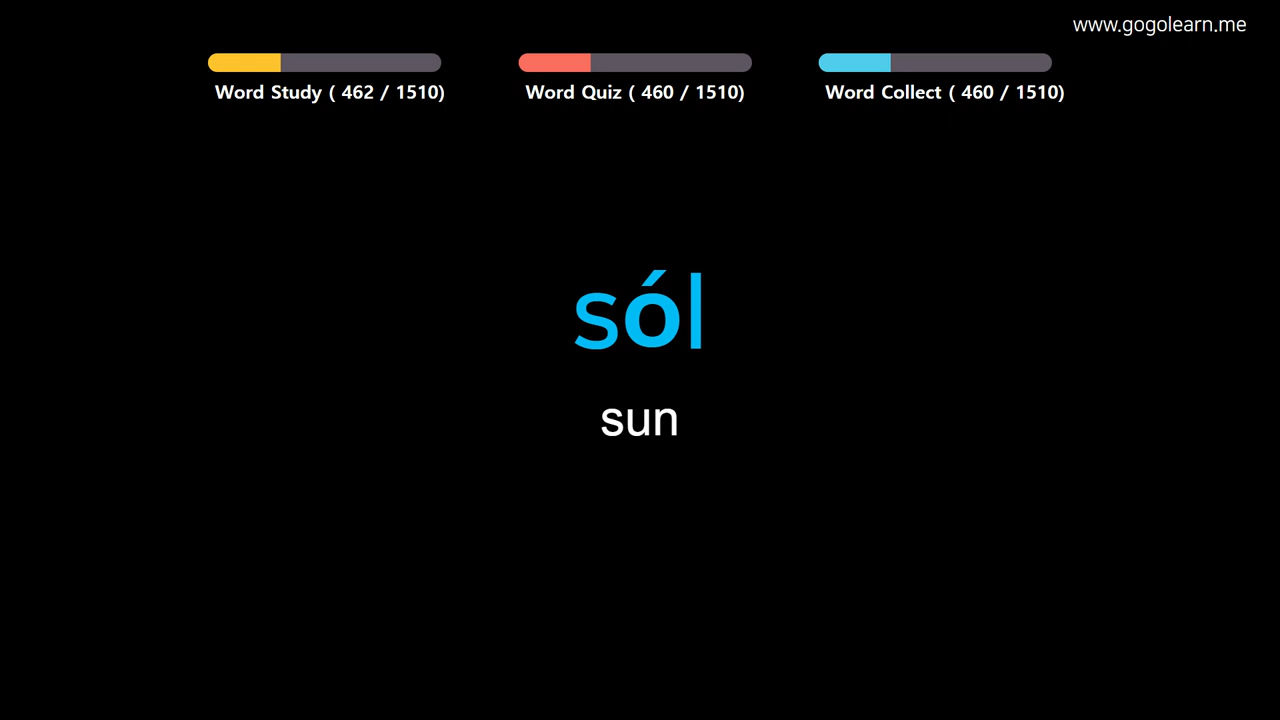 www.gogolearn.me
Word Study ( 462 / 1510)
Word Quiz ( 460 / 1510)
Word Collect ( 460 / 1510)
sól
sun